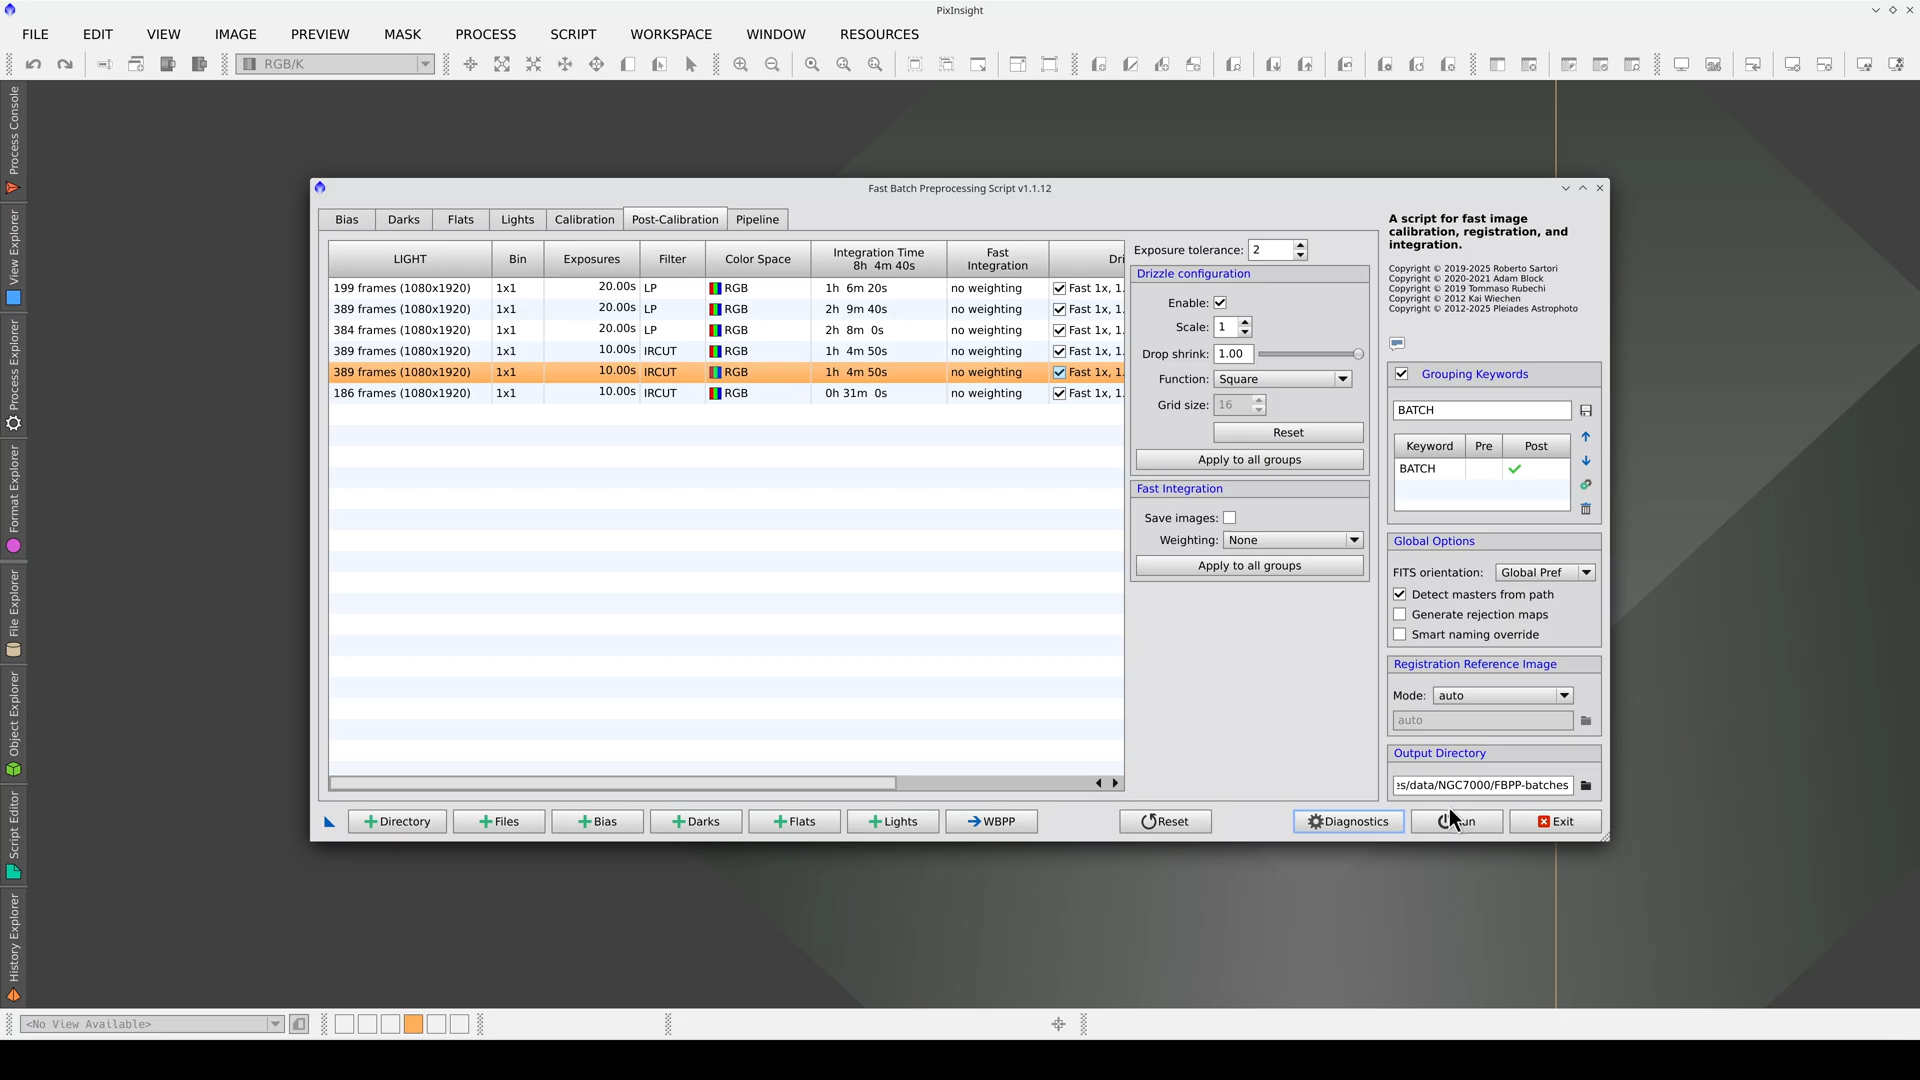 PixInsight
FILE EDIT VIEW IMAGE PREVIEW MASK PROCESS SCRIPT WORKSPACE WINDOW RESOURCES
RGB/K
Process Console
View Explorer
Process Explorer
Format Explorer
File Explorer
Object Explorer
Script Editor
History Explorer
Fast Batch Preprocessing Script v1.1.12
Bias Darks Flats Lights Calibration Post-Calibration Pipeline
LIGHT Bin Exposures Filter Color Space Integration Time 8h 4m 40s Fast Integration Dri
199 frames (1080x1920) 1x1 20.00s LP RGB 1h 6m 20s no weighting Fast 1x, 1.
389 frames (1080x1920) 1x1 20.00s LP RGB 2h 9m 40s no weighting Fast 1x, 1.
384 frames (1080x1920) 1x1 20.00s LP RGB 2h 8m 0s no weighting Fast 1x, 1.
389 frames (1080x1920) 1x1 10.00s IRCUT RGB 1h 4m 50s no weighting Fast 1x, 1.
389 frames (1080x1920) 1x1 10.00s IRCUT RGB 1h 4m 50s no weighting Fast 1x, 1.
186 frames (1080x1920) 1x1 10.00s IRCUT RGB 0h 31m 0s no weighting Fast 1x, 1.
Exposure tolerance: 2
Drizzle configuration
Enable:
Scale: 1
Drop shrink: 1.00
Function: Square
Grid size: 16
Reset
Apply to all groups
Fast Integration
Save images:
Weighting: None
Apply to all groups
A script for fast image
calibration, registration, and
integration.
Copyright © 2019-2025 Roberto Sartori
Copyright © 2020-2021 Adam Block
Copyright © 2019 Tommaso Rubechi
Copyright © 2012 Kai Wiechen
Copyright © 2012-2025 Pleiades Astrophoto
Grouping Keywords
BATCH
Keyword Pre Post
BATCH
Global Options
FITS orientation: Global Pref
Detect masters from path
Generate rejection maps
Smart naming override
Registration Reference Image
Mode: auto
auto
Output Directory
es/data/NGC7000/FBPP-batches
Directory Files Bias Darks Flats Lights WBPP Reset Diagnostics Exit
<No View Available>